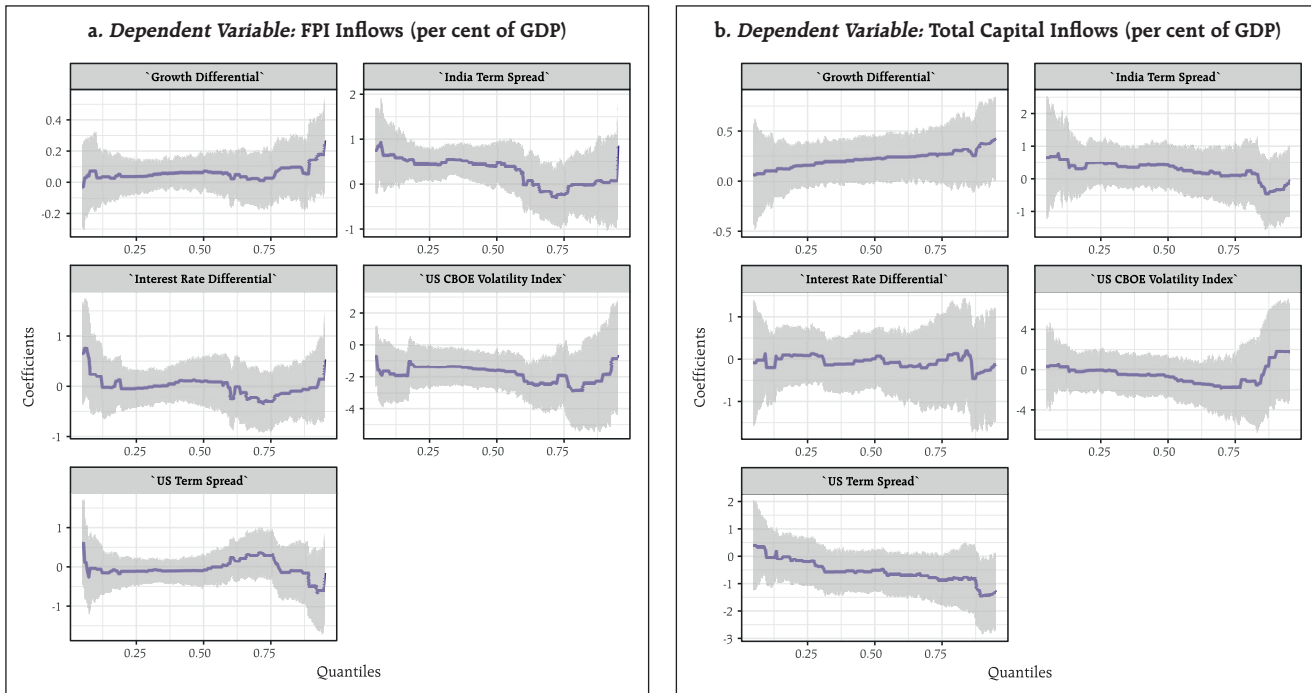 a. Dependent Variable: FPI Inflows (per cent of GDP)
`Growth Differential`
`India Term Spread`
0.4
0.2
0.0
-0.2
2
1
0
-1
0.25 0.50 0.75
0.25 0.50 0.75
`Interest Rate Differential`
`US CBOE Volatility Index`
Coefficients
1
0
-1
2
0
-2
-4
0.25 0.50 0.75
0.25 0.50 0.75
`US Term Spread`
1
0
-1
0.25 0.50 0.75
Quantiles
b. Dependent Variable: Total Capital Inflows (per cent of GDP)
`Growth Differential`
`India Term Spread`
0.5
0.0
-0.5
2
1
0
-1
0.25 0.50 0.75
0.25 0.50 0.75
`Interest Rate Differential`
`US CBOE Volatility Index`
Coefficients
1
0
-1
4
0
-4
0.25 0.50 0.75
0.25 0.50 0.75
`US Term Spread`
2
1
0
-1
-2
-3
0.25 0.50 0.75
Quantiles